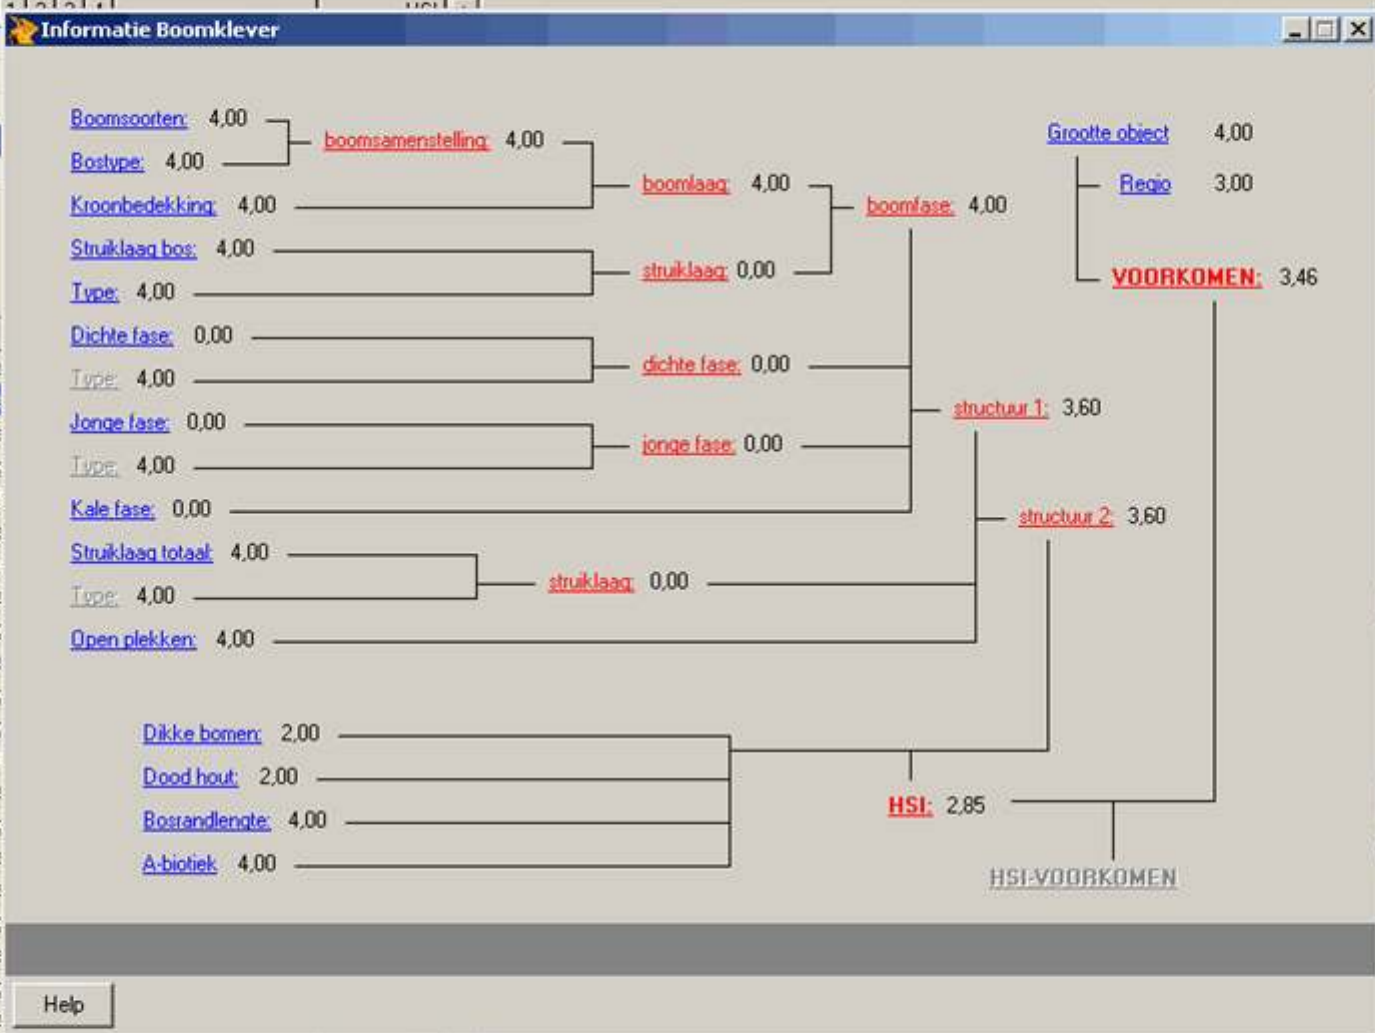 Informatie Boomklever
Boomsoorten: 4,00
boomsamenstelling: 4,00
Bostype: 4,00
Kroonbedekking: 4,00
boomlaag: 4,00
boomfase: 4,00
Grootte object 4,00
Regio 3,00
Struiklaag bos: 4,00
struiklaag: 0,00
VOORKOMEN: 3,46
Type: 4,00
Dichte fase: 0,00
dichte fase: 0,00
Type: 4,00
structuur 1: 3,60
Jonge fase: 0,00
jonge fase: 0,00
Type: 4,00
Kale fase: 0,00
structuur 2: 3,60
Struiklaag totaal: 4,00
struiklaag: 0,00
Type: 4,00
Open plekken: 4,00
Dikke bomen: 2,00
Dood hout: 2,00
HSI: 2,85
Bosrandlengte: 4,00
A-biotiek 4,00
HSI-VOORKOMEN
Help